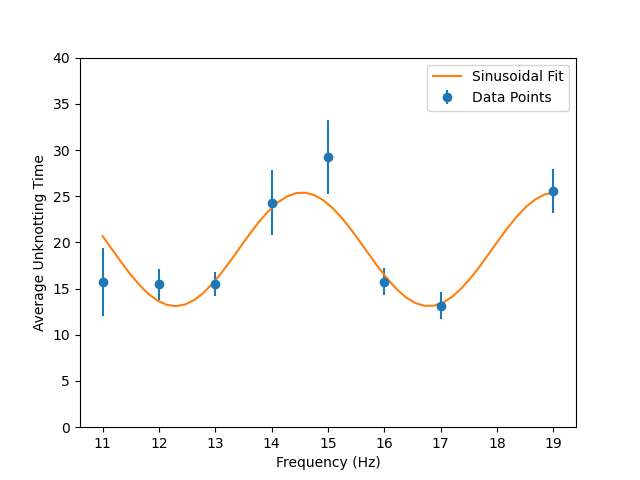 40
35
30
25
20
15
10
5
0
Average Unknotting Time
Sinusoidal Fit
Data Points
11 12 13 14 15 16 17 18 19
Frequency (Hz)